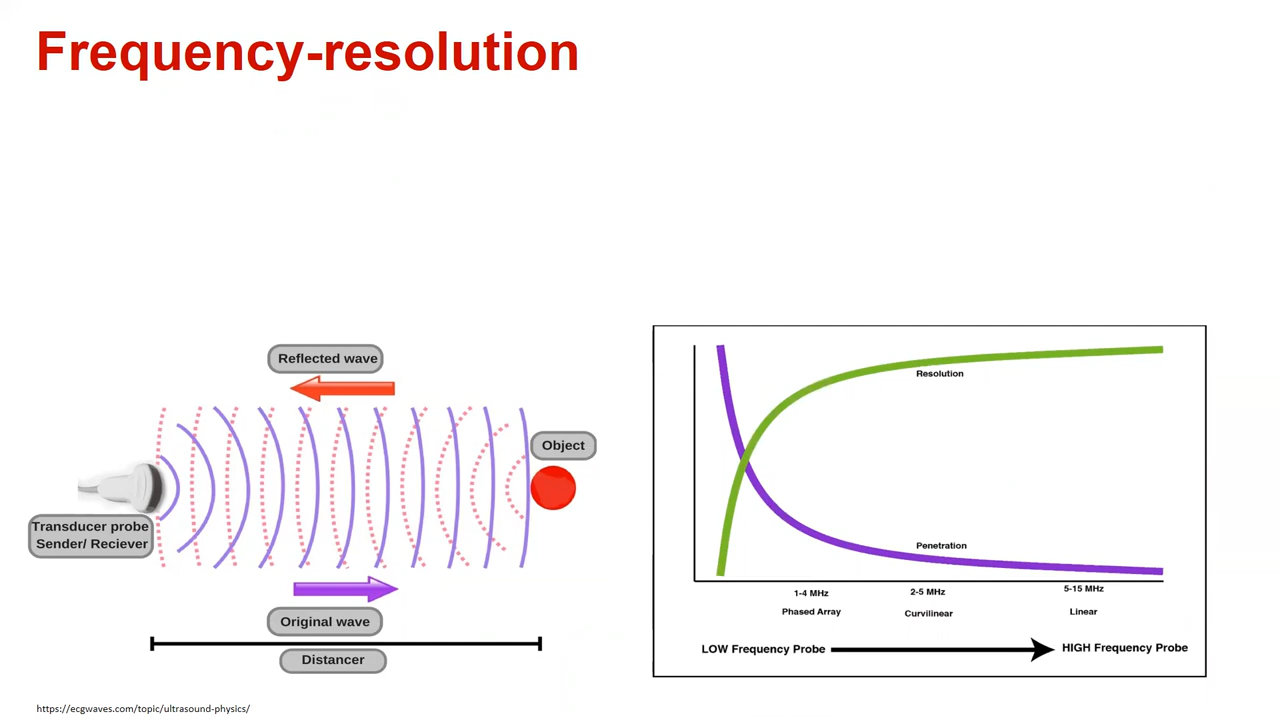 Frequency-resolution
Reflected wave
Object
Transducer probe
Sender/ Reciever
Original wave
Distancer
Resolution
Penetration
1-4 MHz
2-5 MHz
5-15 MHz
Phased Array
Curvilinear
Linear
LOW Frequency Probe
HIGH Frequency Probe
https://ecgwaves.com/topic/ultrasound-physics/